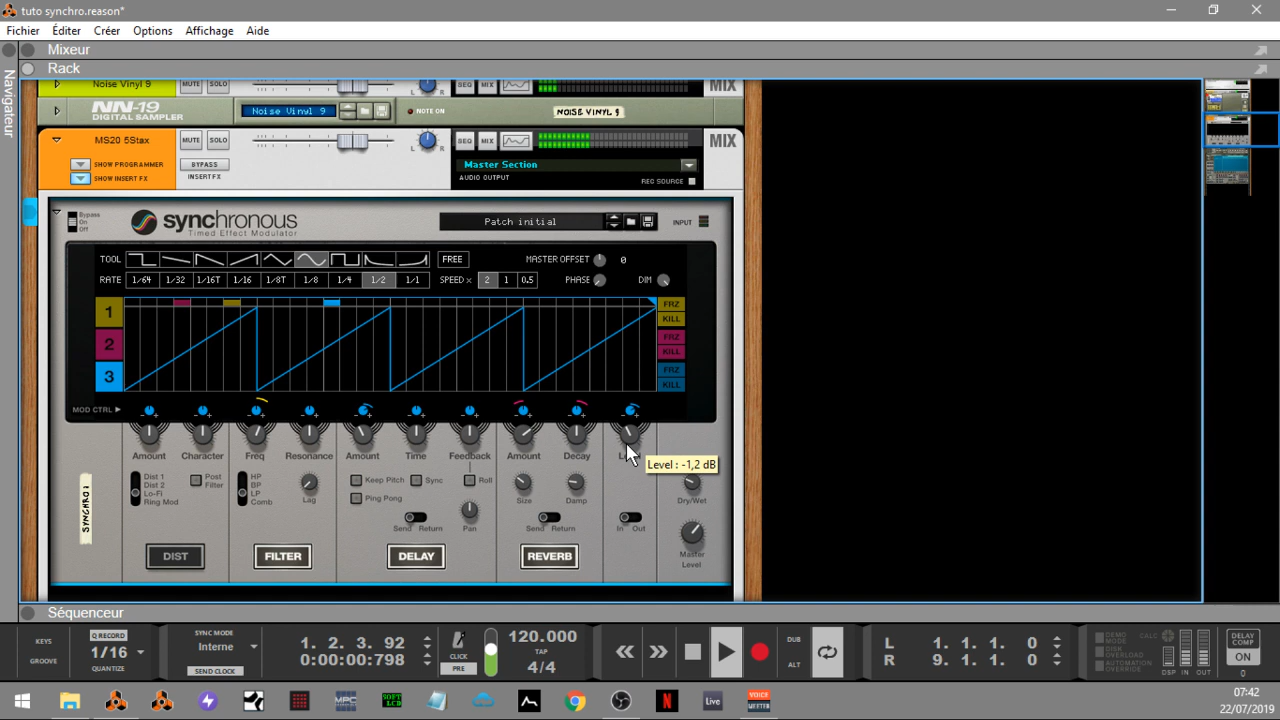 tuto synchro.reason*
Fichier Éditer Créer Options Affichage Aide
Mixeur
Rack
Navigateur
Noise Vinyl 9 MUTE SOLO L R SEQ MIX MIX
NN-19 DIGITAL SAMPLER Noise Vinyl 9 NOTE ON NOISE VINYL 9
MS20 5Stax MUTE SOLO L R SEQ MIX MIX
SHOW PROGRAMMER BYPASS Master Section
SHOW INSERT FX INSERT FX AUDIO OUTPUT REC SOURCE
Bypass
On
Off
synchronous Patch initial INPUT
Timed Effect Modulator
TOOL FREE MASTER OFFSET 0
RATE 1/64 1/32 1/16T 1/16 1/8T 1/8 1/4 1/2 1/1 SPEED× 2 1 0.5 PHASE DIM
1 FRZ
KILL
2 FRZ
KILL
3 FRZ
KILL
MOD CTRL
Amount Character Freq Resonance Amount Time Feedback Amount Decay
Level : -1,2 dB
Dist 1
Dist 2
Lo-Fi
Ring Mod
Post Filter
HP
BP
LP
Comb
Lag
Keep Pitch Sync Roll
Ping Pong
Send Return Pan
Size Damp
Send Return
In Out
Dry/Wet
Master Level
SYNCHRO1
DIST FILTER DELAY REVERB
Séquenceur
KEYS
GROOVE
Q RECORD
1/16
QUANTIZE
SYNC MODE
Interne
SEND CLOCK
1. 2. 3. 92
0:00:00:798
CLICK
PRE
120.000
TAP
4/4
DUB
ALT
L 1. 1. 1. 0
R 9. 1. 1. 0
DEMO MODE
DISK OVERLOAD
AUTOMATION OVERRIDE
CALC
DSP IN OUT
DELAY COMP
ON
0
MPC
SOFT LCD
N
Live
VOICE MEETER
07:42
22/07/2019